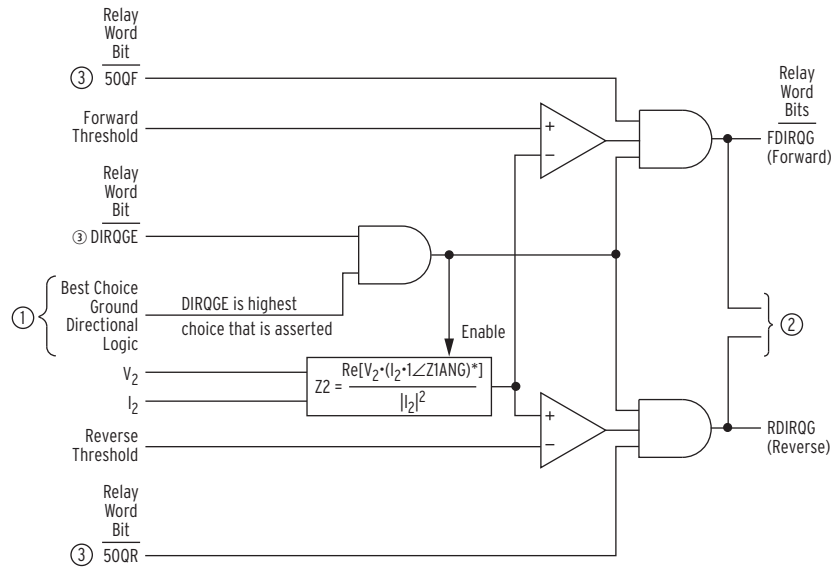 Relay
Word
Bit
③ 50QF
Forward
Threshold
+
−
Relay
Word
Bits
FDIRQG
(Forward)
Relay
Word
Bit
③ DIRQGE
① Best Choice
Ground
Directional
Logic
DIRQGE is highest
choice that is asserted
Enable
②
V₂
I₂
Z2 = Re[V₂•(I₂•1∠Z1ANG)*]
|I₂|²
Reverse
Threshold
+
−
RDIRQG
(Reverse)
Relay
Word
Bit
③ 50QR